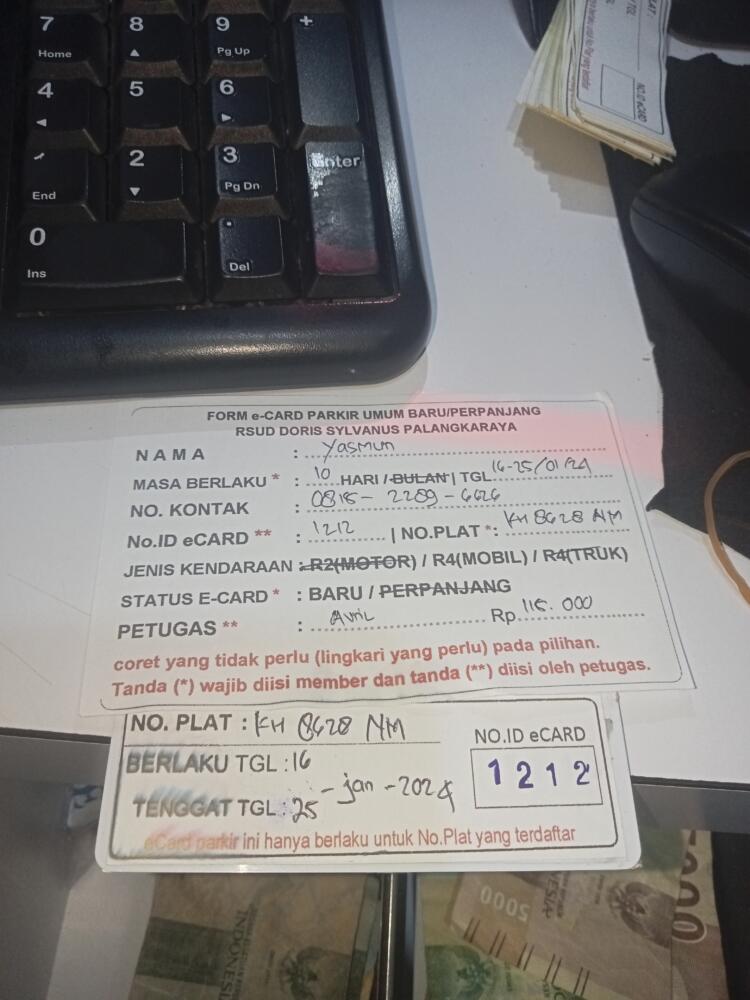 7 8 9 +
Home Pg Up
4 5 6
2 3 Enter
End Pg Dn
0 .
Ins Del
NO.ID eCARD
FORM e-CARD PARKIR UMUM BARU/PERPANJANG
RSUD DORIS SYLVANUS PALANGKARAYA
NAMA : Yasmun
MASA BERLAKU * : 10 HARI / BULAN | TGL 16-25/01/24
NO. KONTAK : 0815-2289-6626
No.ID eCARD ** : 1212 | NO.PLAT *: KH 8628 NM
JENIS KENDARAAN : R2(MOTOR) / R4(MOBIL) / R4(TRUK)
STATUS E-CARD * : BARU / PERPANJANG
PETUGAS ** : Avril Rp. 115.000
coret yang tidak perlu (lingkari yang perlu) pada pilihan.
Tanda (*) wajib diisi member dan tanda (**) diisi oleh petugas.
NO. PLAT : KH 8628 NM
NO.ID eCARD
BERLAKU TGL : 16
1212
TENGGAT TGL : 25 - jan - 2024
eCard parkir ini hanya berlaku untuk No.Plat yang terdaftar
5000
INDONESIA